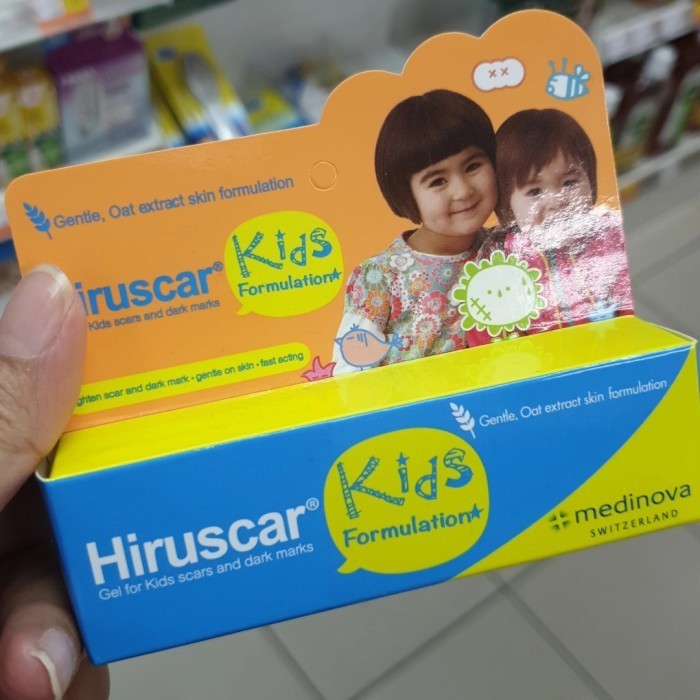 Gentle, Oat extract skin formulation
iruscar®
Kids
Formulation
Kids scars and dark marks
ghten scar and dark mark • gentle on skin • fast acting
Gentle, Oat extract skin formulation
Hiruscar®
Kids
Formulation
Gel for Kids scars and dark marks
medinova
SWITZERLAND